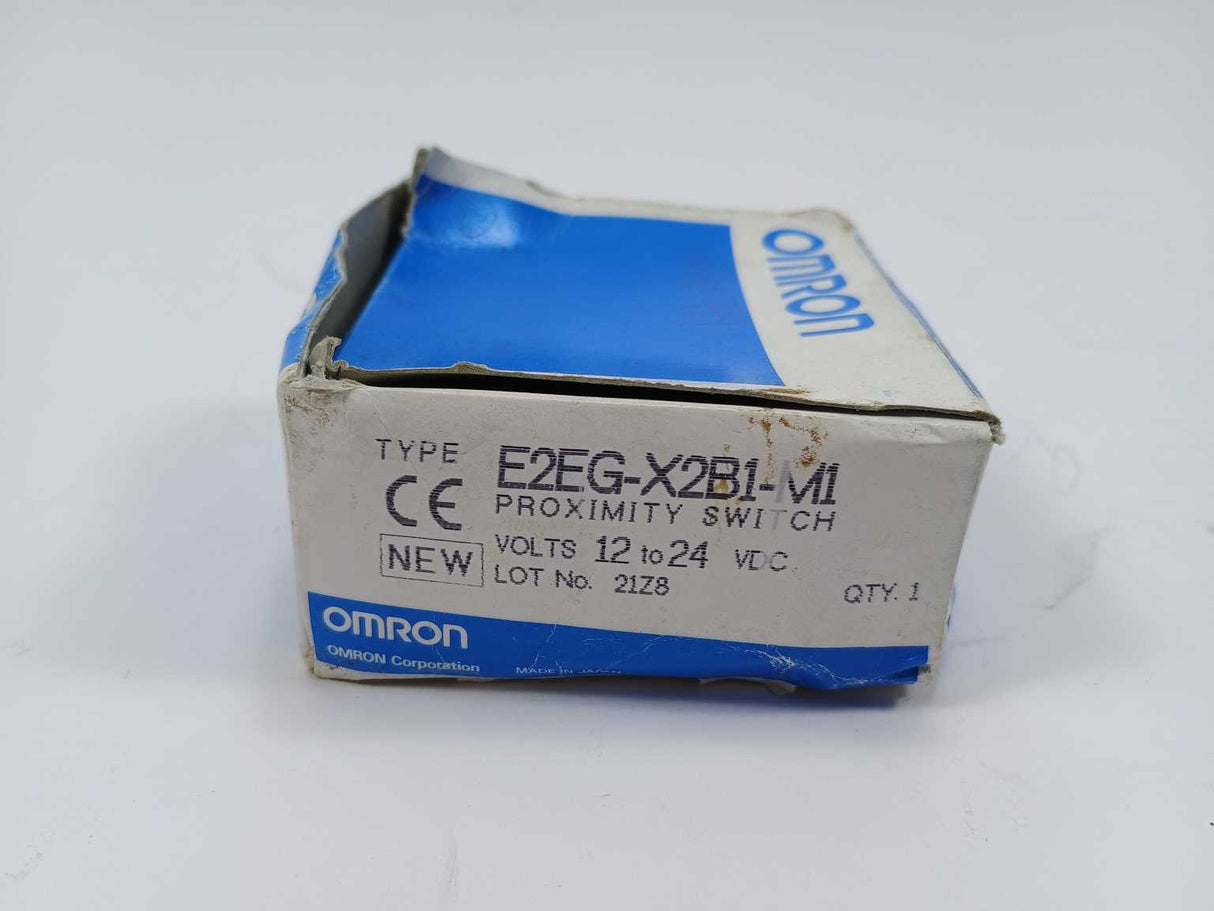 OMRON
TYPE E2EG-X2B1-M1
CE PROXIMITY SWITCH
NEW VOLTS 12 to 24 VDC
LOT No. 21Z8 QTY. 1
OMRON
OMRON Corporation MADE IN JAPAN